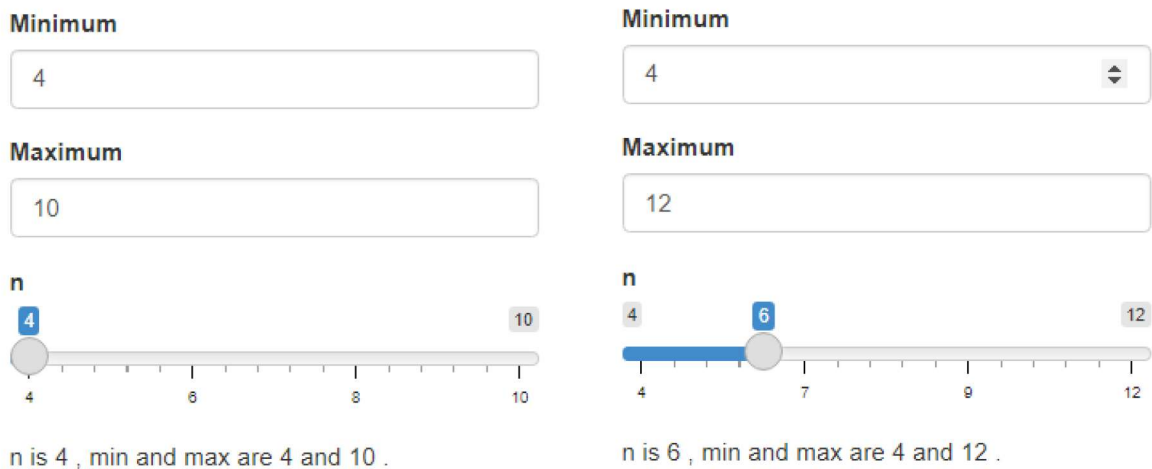 Minimum
4
Maximum
10
n
4 10
4 6 8 10
n is 4 , min and max are 4 and 10 .
Minimum
4
Maximum
12
n
4 6 12
4 7 9 12
n is 6 , min and max are 4 and 12 .